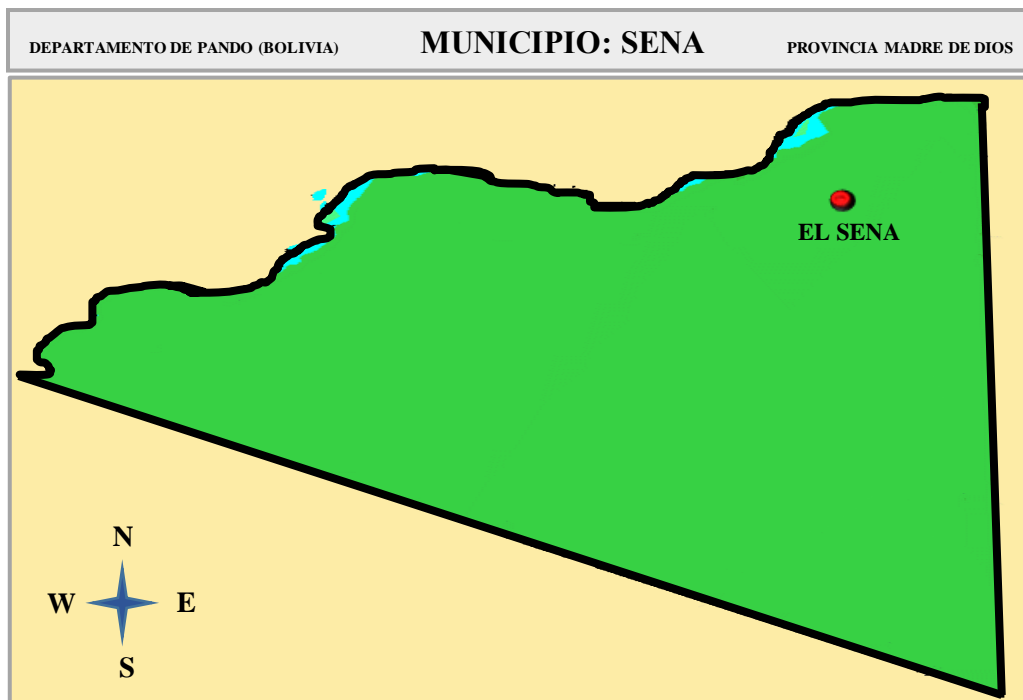 DEPARTAMENTO DE PANDO (BOLIVIA) MUNICIPIO: SENA PROVINCIA MADRE DE DIOS
EL SENA
N
W E
S